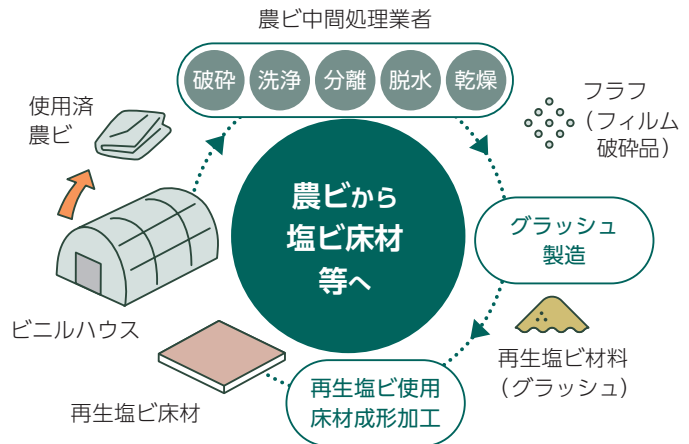 農ビ中間処理業者
破砕 洗浄 分離 脱水 乾燥
使用済
農ビ
フラフ
（フィルム
破砕品）
農ビから
塩ビ床材
等へ
グラッシュ
製造
ビニルハウス
再生塩ビ材料
（グラッシュ）
再生塩ビ使用
床材成形加工
再生塩ビ床材